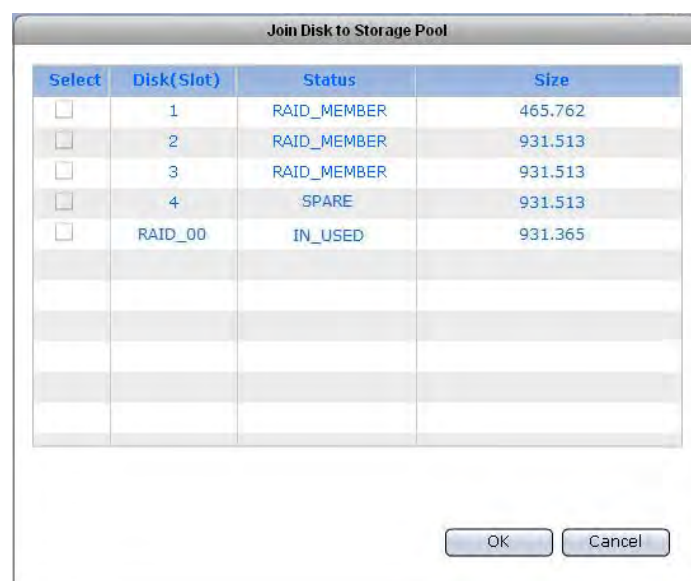 Join Disk to Storage Pool
Select Disk(Slot) Status Size
1 RAID_MEMBER 465.762
2 RAID_MEMBER 931.513
3 RAID_MEMBER 931.513
4 SPARE 931.513
RAID_00 IN_USED 931.365
OK Cancel